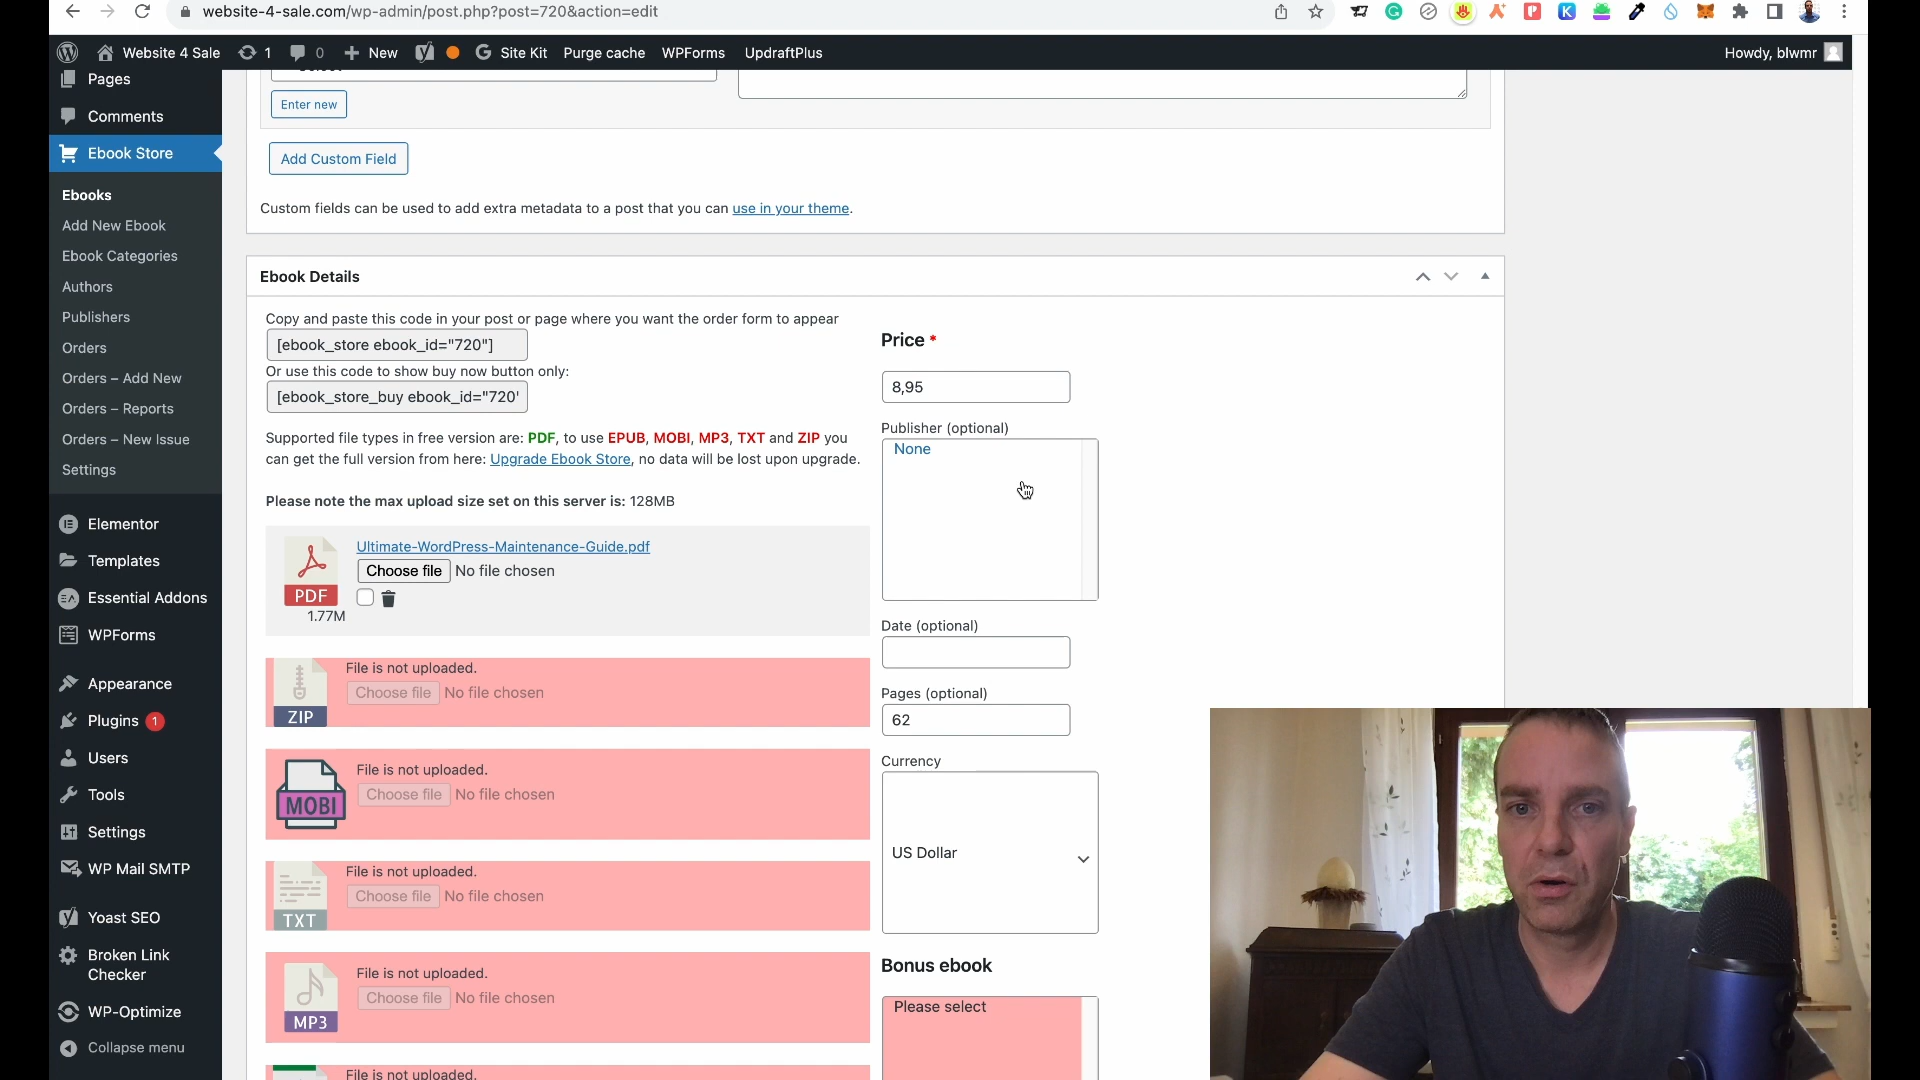 website-4-sale.com/wp-admin/post.php?post=720&action=edit
Website 4 Sale 1 0 New Site Kit Purge cache WPForms UpdraftPlus Howdy, blwmr
Pages
Comments
Ebook Store
Ebooks
Add New Ebook
Ebook Categories
Authors
Publishers
Orders
Orders – Add New
Orders – Reports
Orders – New Issue
Settings
Elementor
Templates
Essential Addons
WPForms
Appearance
Plugins 1
Users
Tools
Settings
WP Mail SMTP
Yoast SEO
Broken Link
Checker
WP-Optimize
Collapse menu
Enter new
Add Custom Field
Custom fields can be used to add extra metadata to a post that you can use in your theme.
Ebook Details
Copy and paste this code in your post or page where you want the order form to appear
[ebook_store ebook_id="720"]
Or use this code to show buy now button only:
[ebook_store_buy ebook_id="720"
Supported file types in free version are: PDF, to use EPUB, MOBI, MP3, TXT and ZIP you
can get the full version from here: Upgrade Ebook Store, no data will be lost upon upgrade.
Please note the max upload size set on this server is: 128MB
Ultimate-WordPress-Maintenance-Guide.pdf
Choose file No file chosen
PDF
1.77M
File is not uploaded.
Choose file No file chosen
ZIP
File is not uploaded.
Choose file No file chosen
MOBI
File is not uploaded.
Choose file No file chosen
TXT
File is not uploaded.
Choose file No file chosen
MP3
File is not uploaded.
Price *
8,95
Publisher (optional)
None
Date (optional)
Pages (optional)
62
Currency
US Dollar
Bonus ebook
Please select